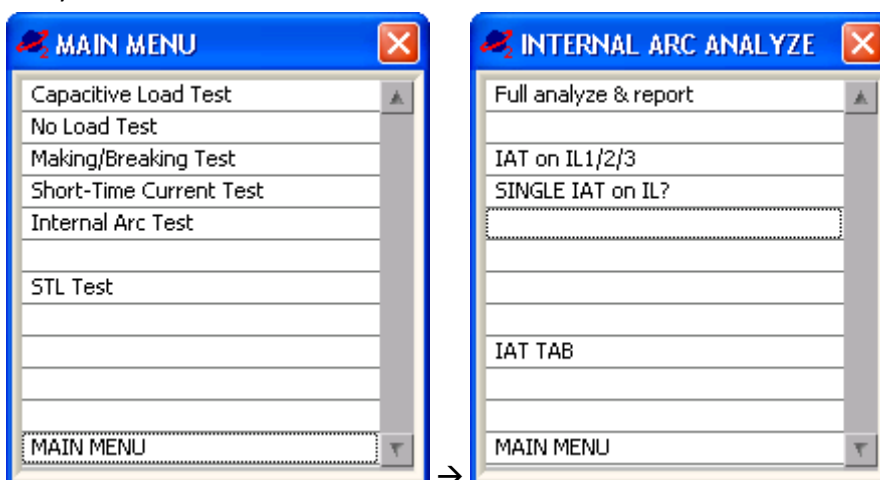 MAIN MENU
Capacitive Load Test
No Load Test
Making/Breaking Test
Short-Time Current Test
Internal Arc Test
STL Test
MAIN MENU
→
INTERNAL ARC ANALYZE
Full analyze & report
IAT on IL1/2/3
SINGLE IAT on IL?
IAT TAB
MAIN MENU